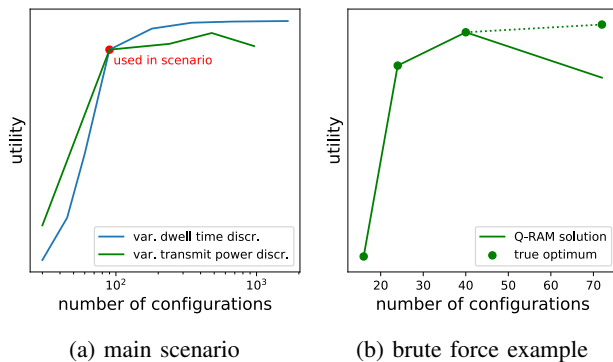 utility
used in scenario
var. dwell time discr.
var. transmit power discr.
10²
10³
number of configurations
(a) main scenario
utility
Q-RAM solution
true optimum
20
30
40
50
60
70
number of configurations
(b) brute force example